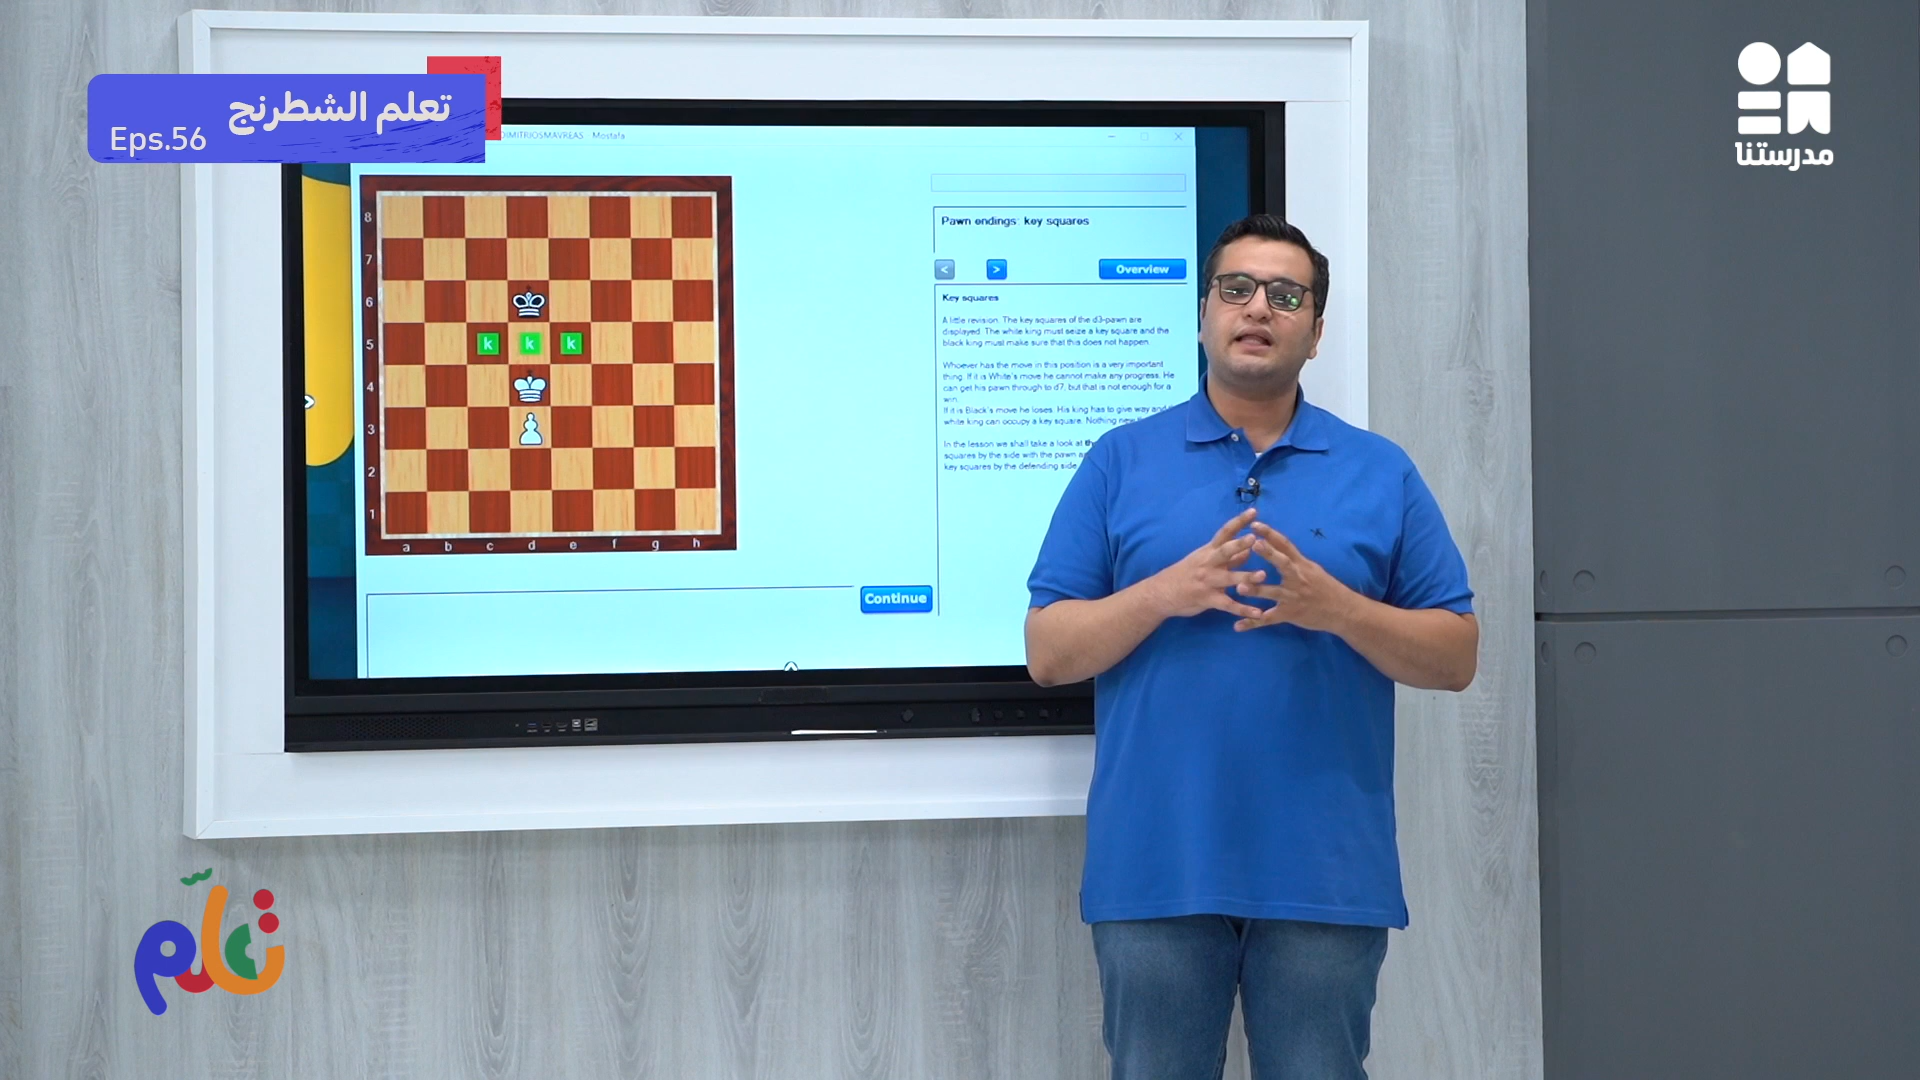 تعلم الشطرنج
Eps.56
مدرستنا
DIMITRIOSMAVREAS Mostafa
Pawn endings: key squares
<
>
Overview
Key squares
A little revision. The key squares of the d3-pawn are
displayed. The white king must seize a key square and the
black king must make sure that this does not happen.
Whoever has the move in this position is a very important
thing. If it is White's move he cannot make any progress. He
can get his pawn through to d7, but that is not enough for a
win.
If it is Black's move he loses. His king has to give way and
white king can occupy a key square. Nothing new
In the lesson we shall take a look at
squares by the side with the pawn
key squares by the defending side
8
7
6
5
4
3
2
1
k k k
a b c d e f g h
Continue
تعلّم